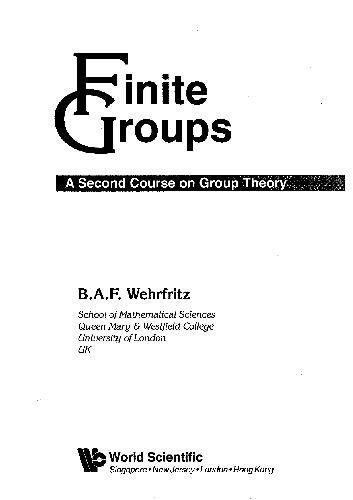 Finite
Groups
A Second Course on Group Theory
B.A.F. Wehrfritz
School of Mathematical Sciences
Queen Mary & Westfield College
University of London
UK
World Scientific
Singapore • New Jersey • London • Hong Kong